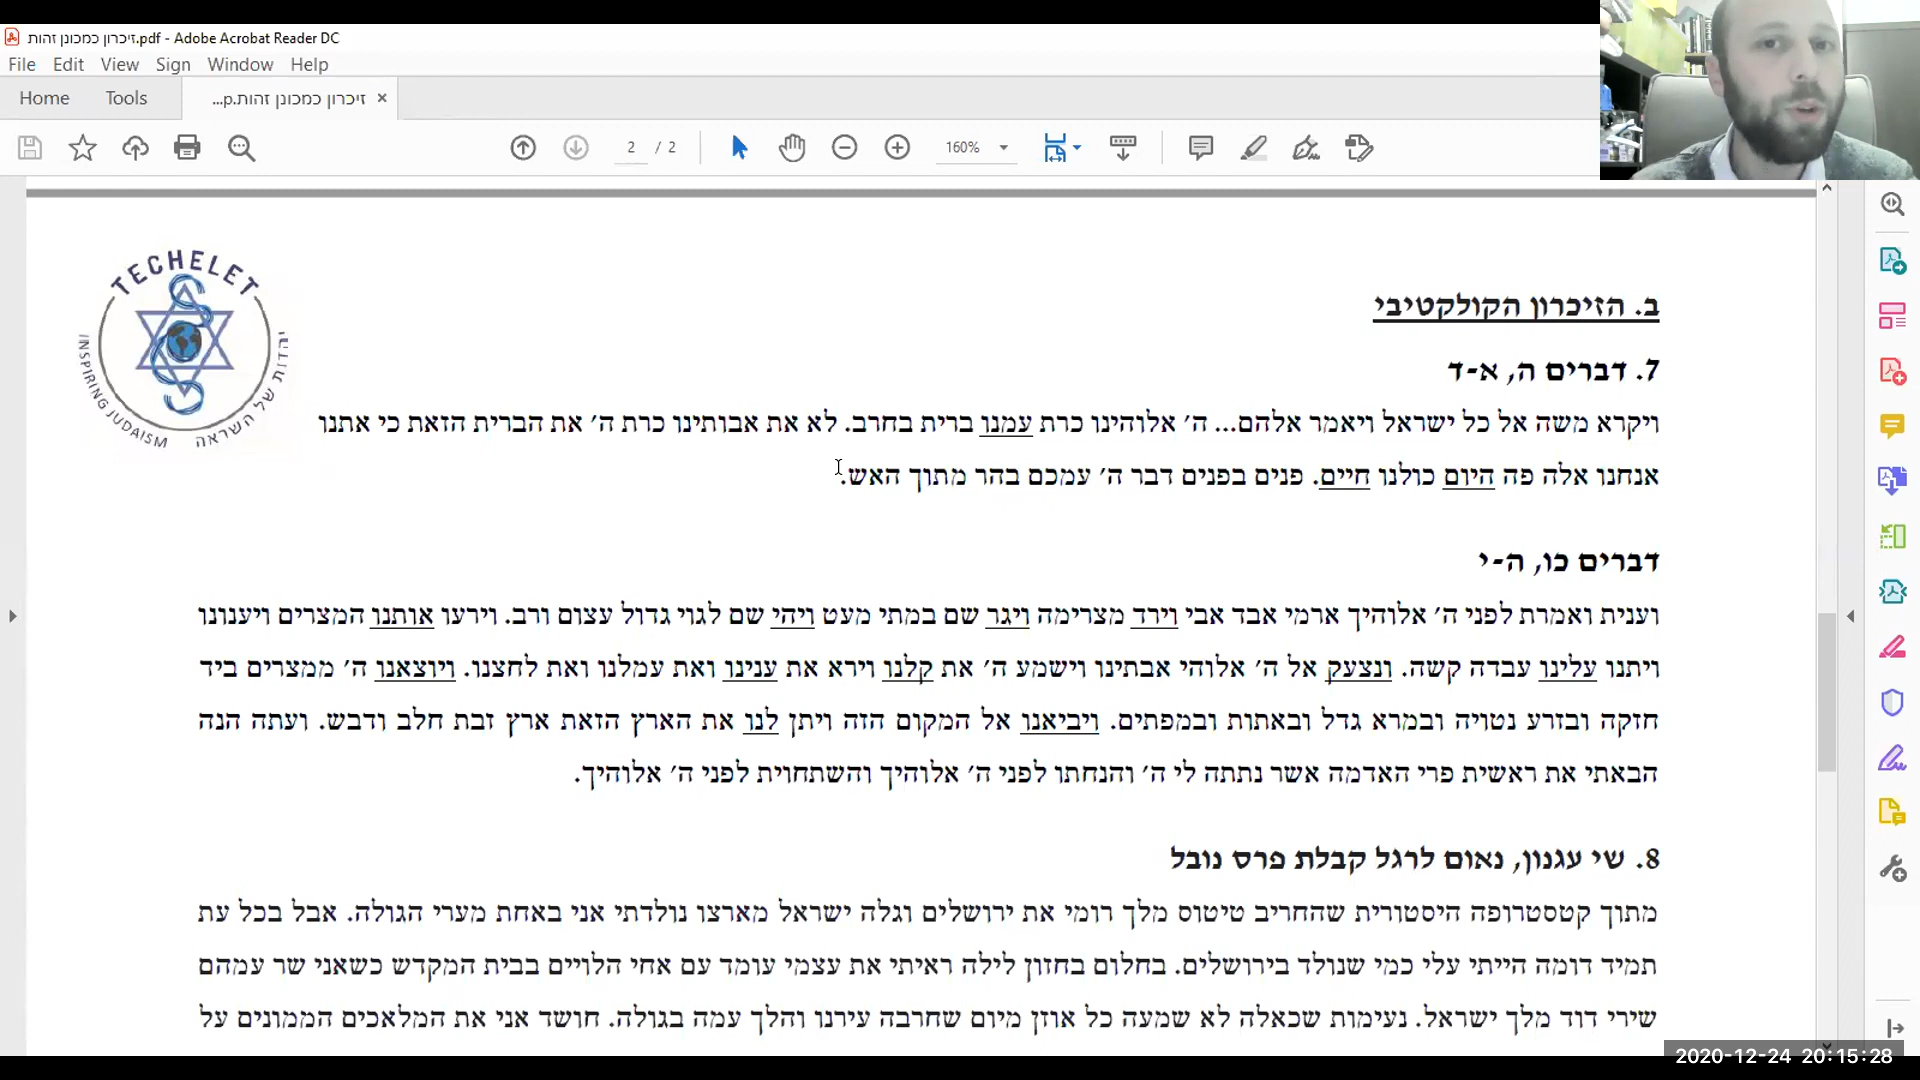 זיכרון כמכונן זהות.pdf - Adobe Acrobat Reader DC
File Edit View Sign Window Help
Home Tools זיכרון כמכונן זהות.p... ×
2 / 2 160%
TECHELET
INSPIRING JUDAISM יהדות של השראה
ב. הזיכרון הקולקטיבי
7. דברים ה, א-ד
ויקרא משה אל כל ישראל ויאמר אלהם... ה׳ אלוהינו כרת עמנו ברית בחרב. לא את אבותינו כרת ה׳ את הברית הזאת כי אתנו
אנחנו אלה פה היום כולנו חיים. פנים בפנים דבר ה׳ עמכם בהר מתוך האש.
דברים כו, ה-י
וענית ואמרת לפני ה׳ אלוהיך ארמי אבד אבי וירד מצרימה ויגר שם במתי מעט ויהי שם לגוי גדול עצום ורב. וירעו אותנו המצרים ויענונו
ויתנו עלינו עבדה קשה. ונצעק אל ה׳ אלוהי אבתינו וישמע ה׳ את קלנו וירא את ענינו ואת עמלנו ואת לחצנו. ויוצאנו ה׳ ממצרים ביד
חזקה ובזרע נטויה ובמרא גדל ובאתות ובמפתים. ויביאנו אל המקום הזה ויתן לנו את הארץ הזאת ארץ זבת חלב ודבש. ועתה הנה
הבאתי את ראשית פרי האדמה אשר נתתה לי ה׳ והנחתו לפני ה׳ אלוהיך והשתחוית לפני ה׳ אלוהיך.
8. שי עגנון, נאום לרגל קבלת פרס נובל
מתוך קטסטרופה היסטורית שהחריב טיטוס מלך רומי את ירושלים וגלה ישראל מארצו נולדתי אני באחת מערי הגולה. אבל בכל עת
תמיד דומה הייתי עלי כמי שנולד בירושלים. בחלום בחזון לילה ראיתי את עצמי עומד עם אחי הלויים בבית המקדש כשאני שר עמהם
שירי דוד מלך ישראל. נעימות שכאלה לא שמעה כל אוזן מיום שחרבה עירנו והלך עמה בגולה. חושד אני את המלאכים הממונים על
2020-12-24 20:15:28